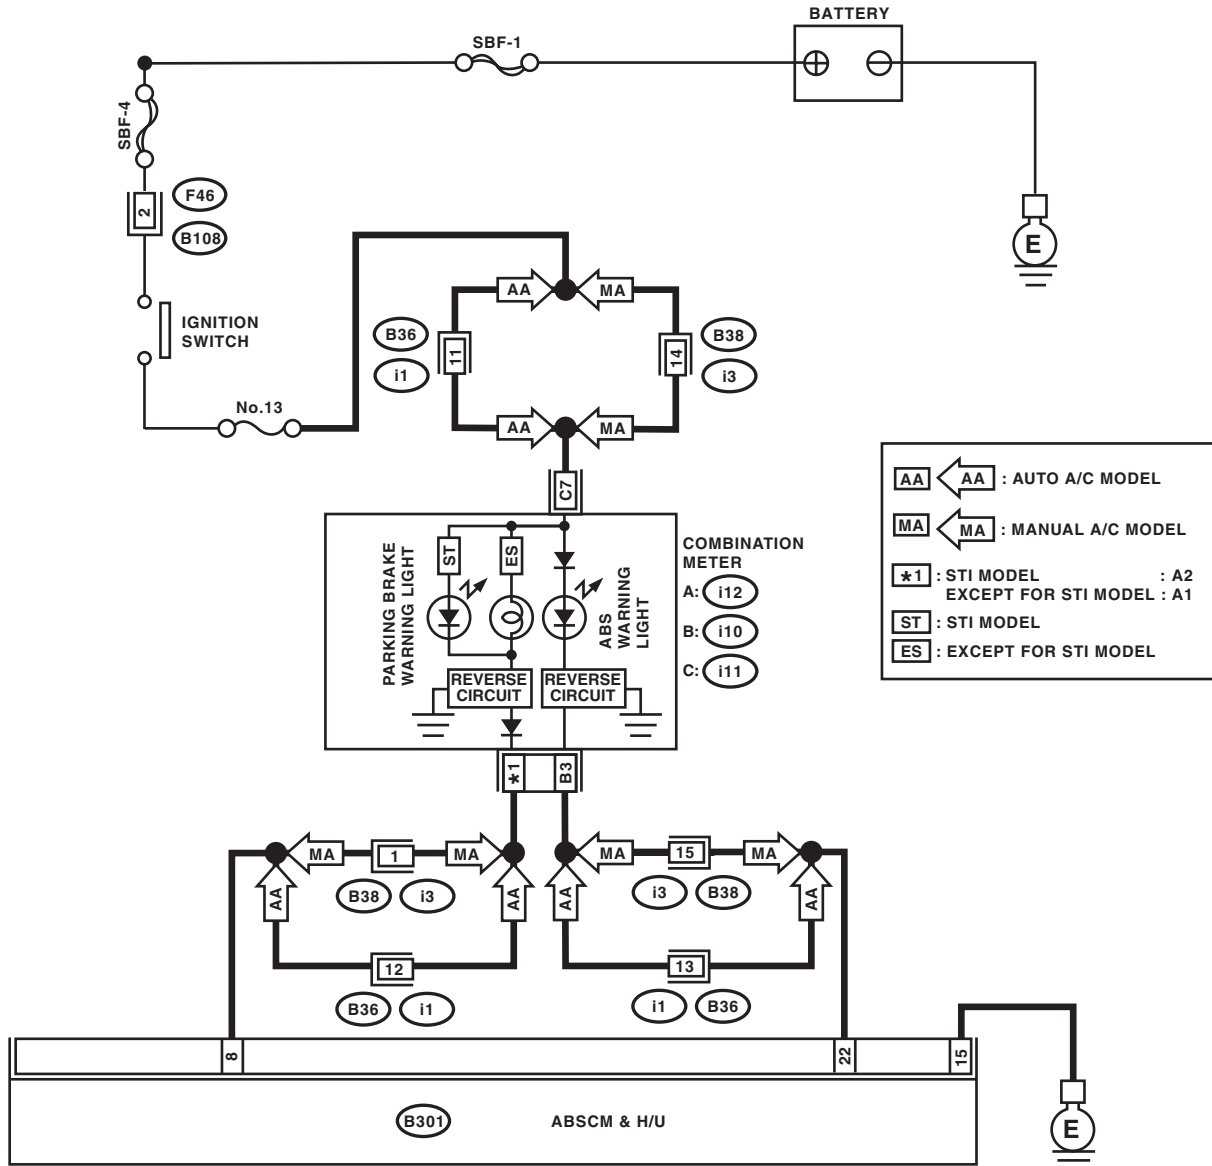 BATTERY
SBF-1
SBF-4
2
F46
B108
E
IGNITION
SWITCH
No.13
AA
MA
B36
i1
11
14
B38
i3
AA
MA
C7
PARKING BRAKE
WARNING LIGHT
ST
ES
ABS
WARNING
LIGHT
REVERSE
CIRCUIT
REVERSE
CIRCUIT
COMBINATION
METER
A: i12
B: i10
C: i11
AA AA : AUTO A/C MODEL
MA MA : MANUAL A/C MODEL
*1 : STI MODEL : A2
EXCEPT FOR STI MODEL : A1
ST : STI MODEL
ES : EXCEPT FOR STI MODEL
*1
B3
MA 1 MA
MA 15 MA
B38 i3
i3 B38
AA
AA
AA
AA
12
13
B36 i1
i1 B36
8
22
15
B301
ABSCM & H/U
E